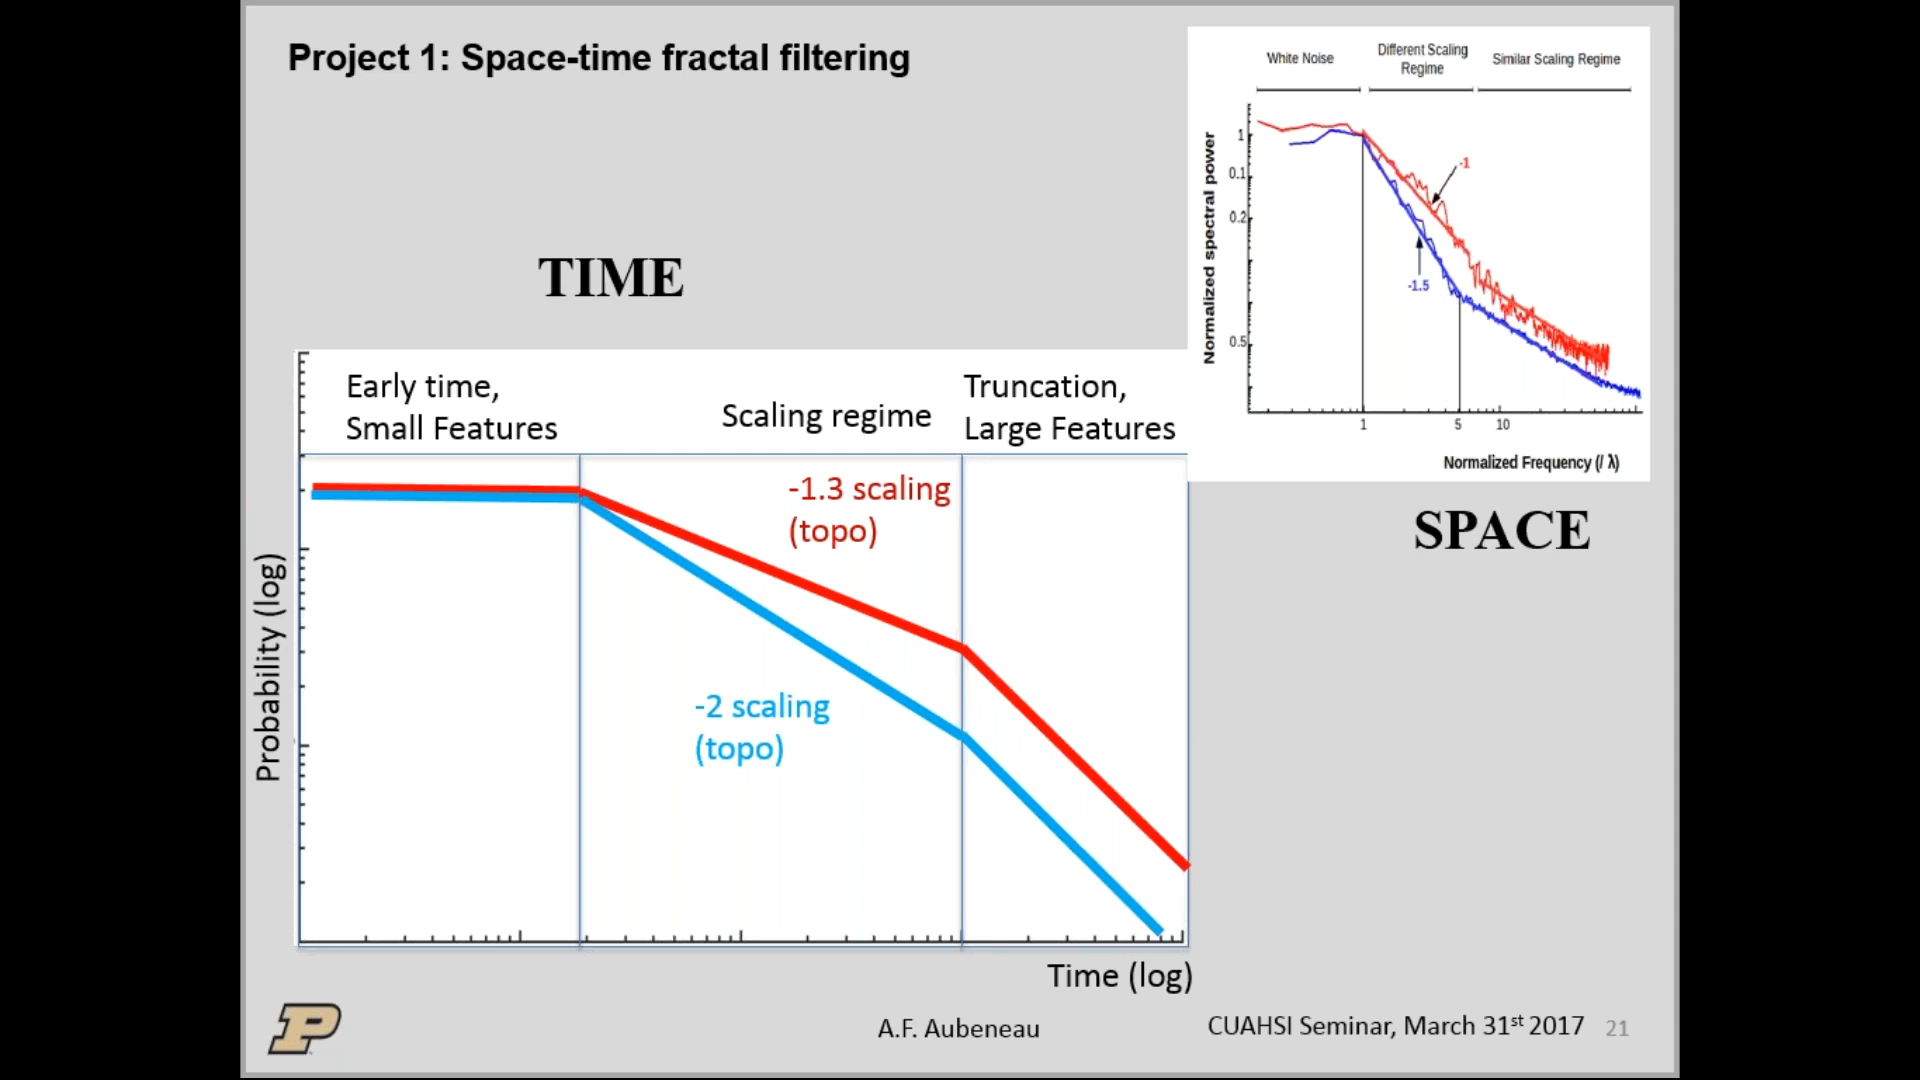 Project 1: Space-time fractal filtering
White Noise
Different Scaling
Regime
Similar Scaling Regime
Normalized spectral power
1
0.1
0.2
0.5
-1
-1.5
1
5
10
Normalized Frequency (/ λ)
TIME
SPACE
Early time,
Small Features
Scaling regime
Truncation,
Large Features
-1.3 scaling
(topo)
-2 scaling
(topo)
Probability (log)
Time (log)
P
A.F. Aubeneau
CUAHSI Seminar, March 31st 2017
21